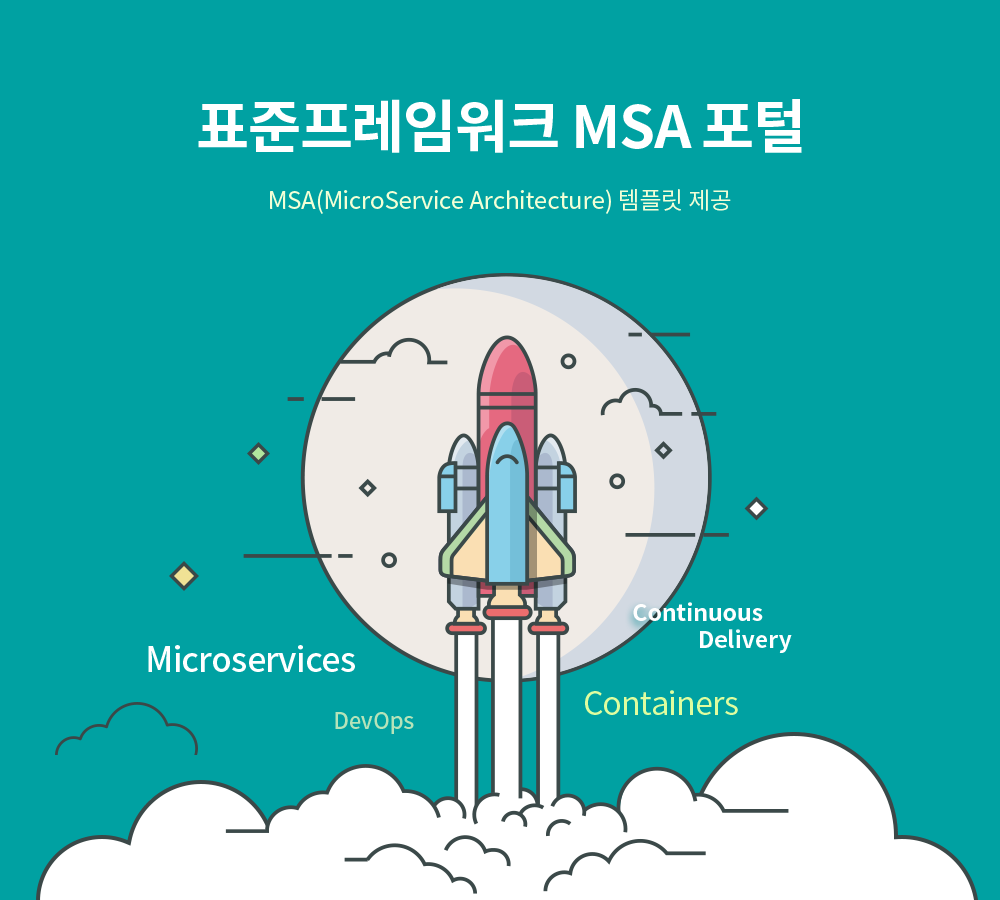 표준프레임워크 MSA 포털
MSA(MicroService Architecture) 템플릿 제공
Continuous
Delivery
Microservices
Containers
DevOps